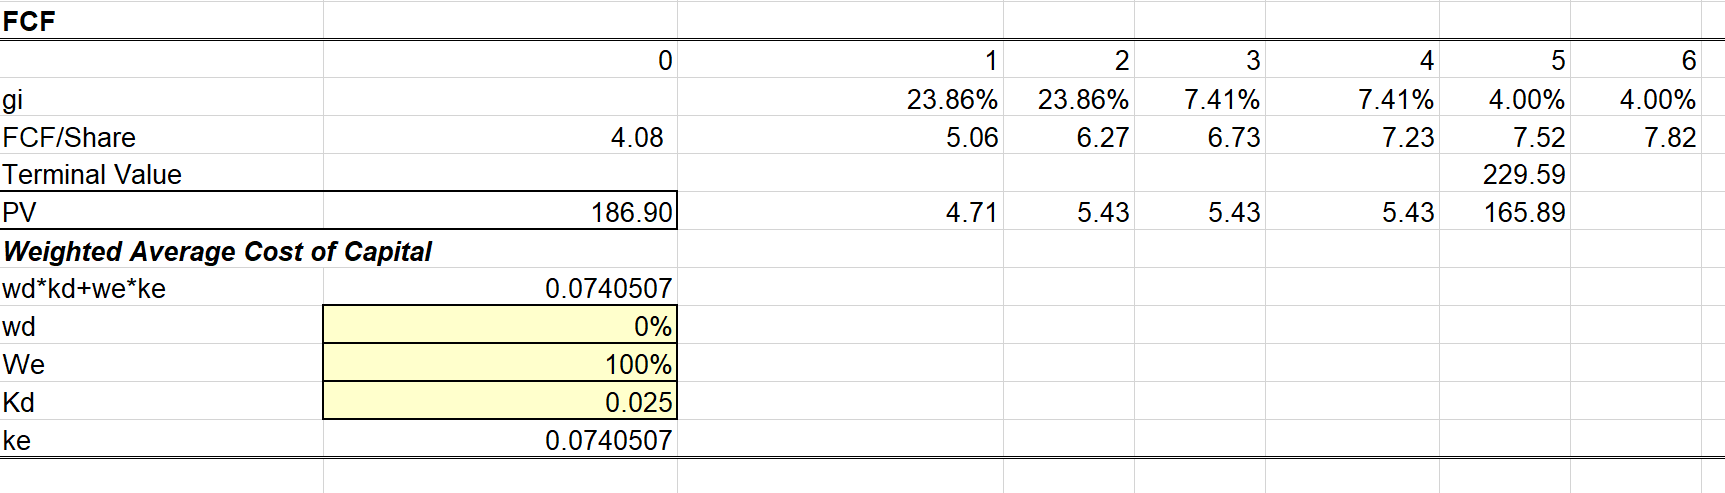 FCF
0 1 2 3 4 5 6
gi 23.86% 23.86% 7.41% 7.41% 4.00% 4.00%
FCF/Share 4.08 5.06 6.27 6.73 7.23 7.52 7.82
Terminal Value 229.59
PV 186.90 4.71 5.43 5.43 5.43 165.89
Weighted Average Cost of Capital
wd*kd+we*ke 0.0740507
wd 0%
We 100%
Kd 0.025
ke 0.0740507